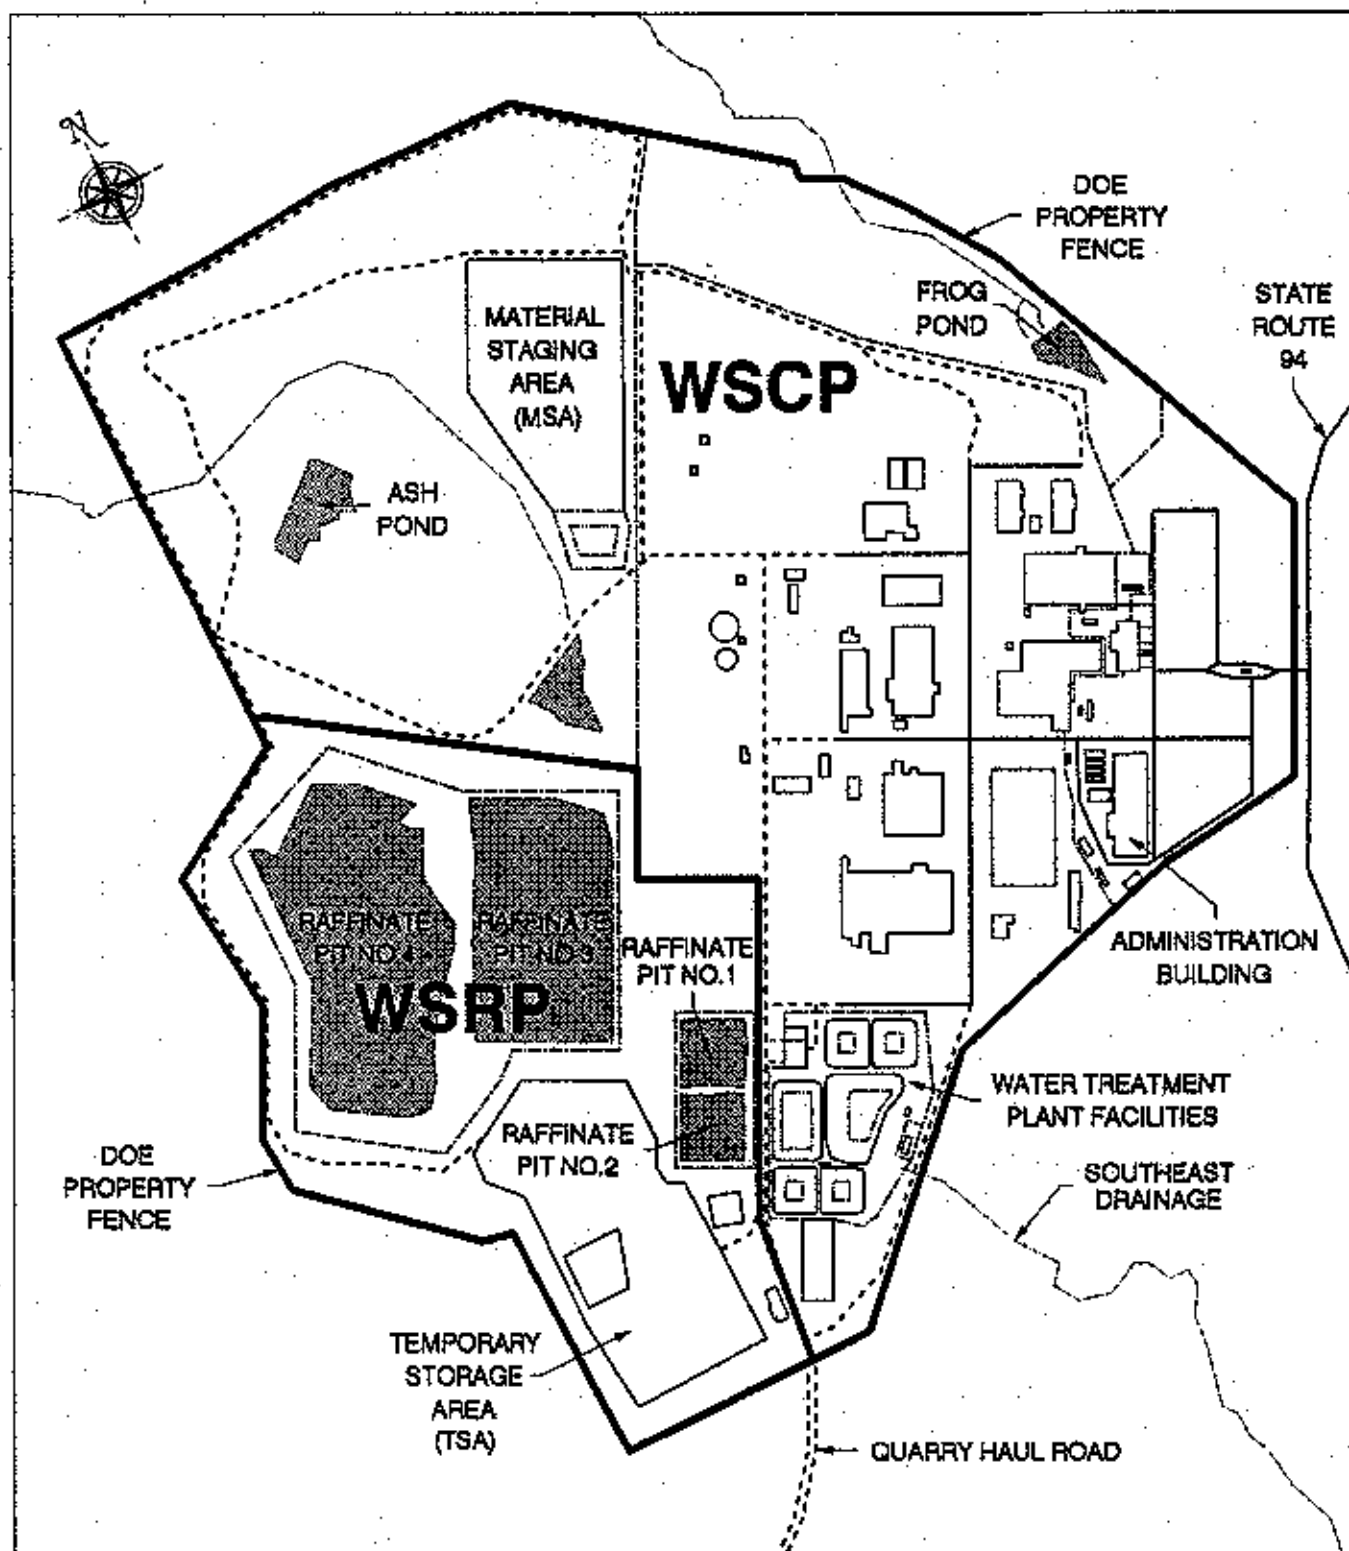 N
DOE
PROPERTY
FENCE
FROG
POND
STATE
ROUTE
94
MATERIAL
STAGING
AREA
(MSA)
WSCP
ASH
POND
RAFFINATE
PIT NO.4
RAFFINATE
PIT NO.3
RAFFINATE
PIT NO.1
WSRP
ADMINISTRATION
BUILDING
WATER TREATMENT
PLANT FACILITIES
RAFFINATE
PIT NO.2
DOE
PROPERTY
FENCE
SOUTHEAST
DRAINAGE
TEMPORARY
STORAGE
AREA
(TSA)
QUARRY HAUL ROAD